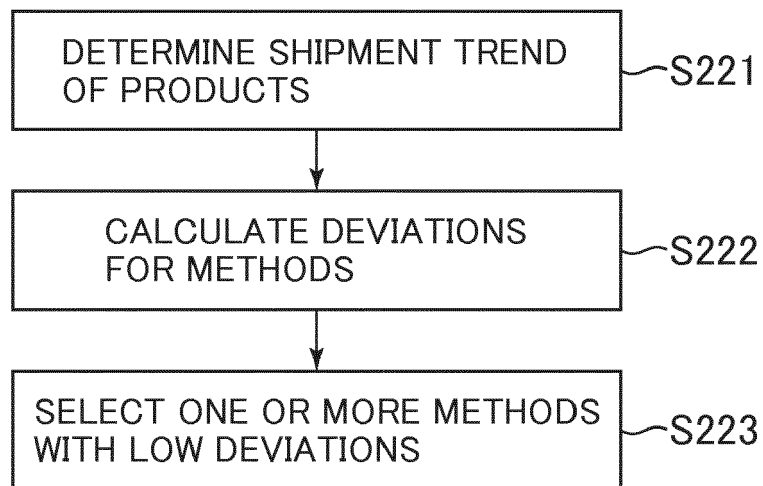 DETERMINE SHIPMENT TREND
OF PRODUCTS
S221
CALCULATE DEVIATIONS
FOR METHODS
S222
SELECT ONE OR MORE METHODS
WITH LOW DEVIATIONS
S223